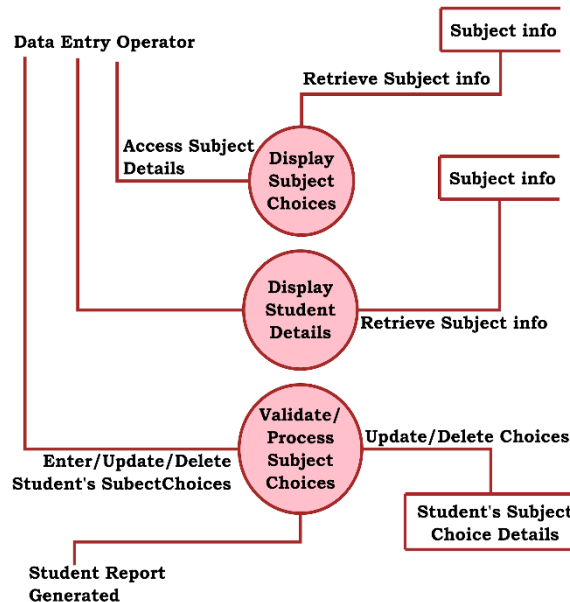 Subject info
Data Entry Operator
Retrieve Subject info
Access Subject
Details
Display
Subject
Choices
Subject info
Display
Student
Details
Retrieve Subject info
Validate/
Process
Subject
Choices
Update/Delete Choices
Enter/Update/Delete
Student's SubectChoices
Student's Subject
Choice Details
Student Report
Generated